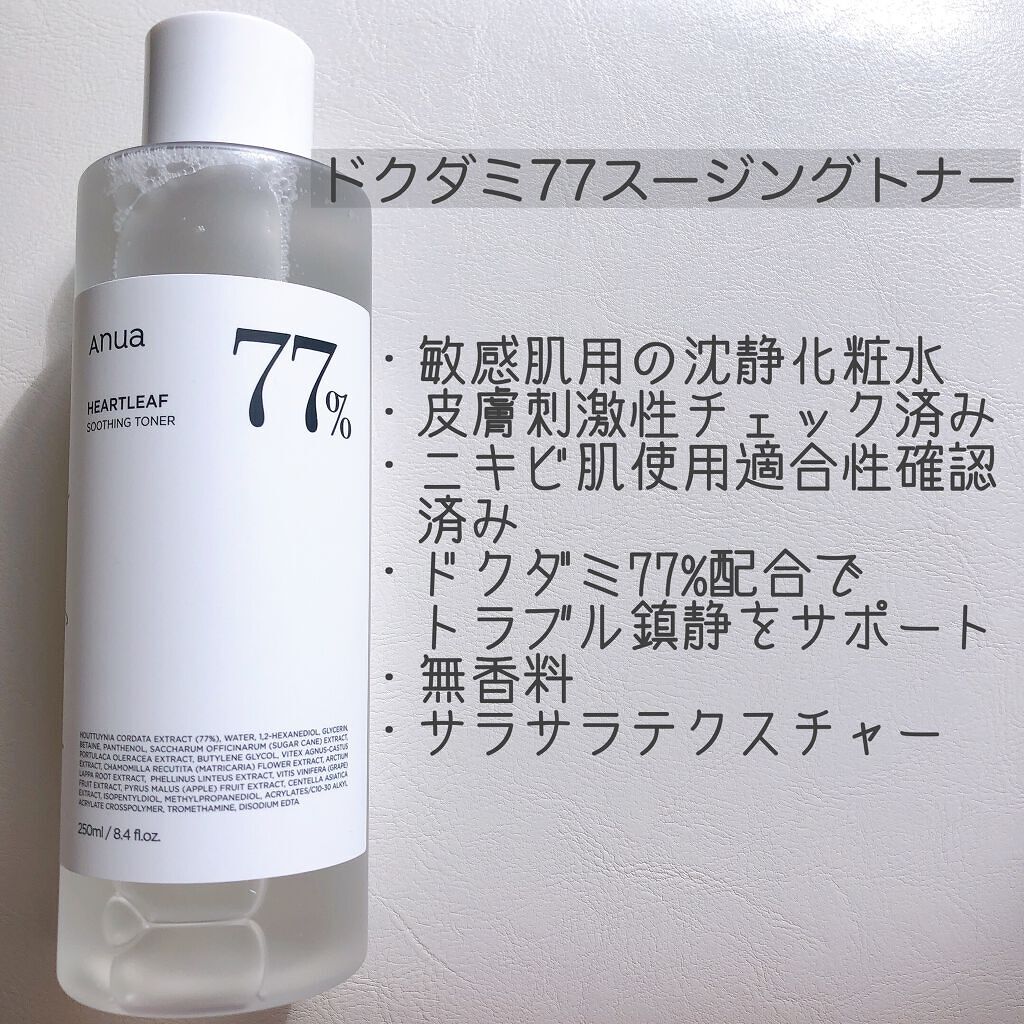 ドクダミ77スージングトナー
Anua
77%
HEARTLEAF
SOOTHING TONER
・敏感肌用の沈静化粧水
・皮膚刺激性チェック済み
・ニキビ肌使用適合性確認
済み
・ドクダミ77%配合で
トラブル鎮静をサポート
・無香料
・サラサラテクスチャー
HOUTTUYNIA CORDATA EXTRACT (77%), WATER, 1,2-HEXANEDIOL, GLYCERIN,
BETAINE, PANTHENOL, SACCHARUM OFFICINARUM (SUGAR CANE) EXTRACT,
PORTULACA OLERACEA EXTRACT, BUTYLENE GLYCOL, VITEX AGNUS-CASTUS
EXTRACT, CHAMOMILLA RECUTITA (MATRICARIA) FLOWER EXTRACT, ARCTIUM
LAPPA ROOT EXTRACT, PHELLINUS LINTEUS EXTRACT, VITIS VINIFERA (GRAPE)
FRUIT EXTRACT, PYRUS MALUS (APPLE) FRUIT EXTRACT, CENTELLA ASIATICA
EXTRACT, ISOPENTYLDIOL, METHYLPROPANEDIOL, ACRYLATES/C10-30 ALKYL
ACRYLATE CROSSPOLYMER, TROMETHAMINE, DISODIUM EDTA
250ml / 8.4 fl.oz.